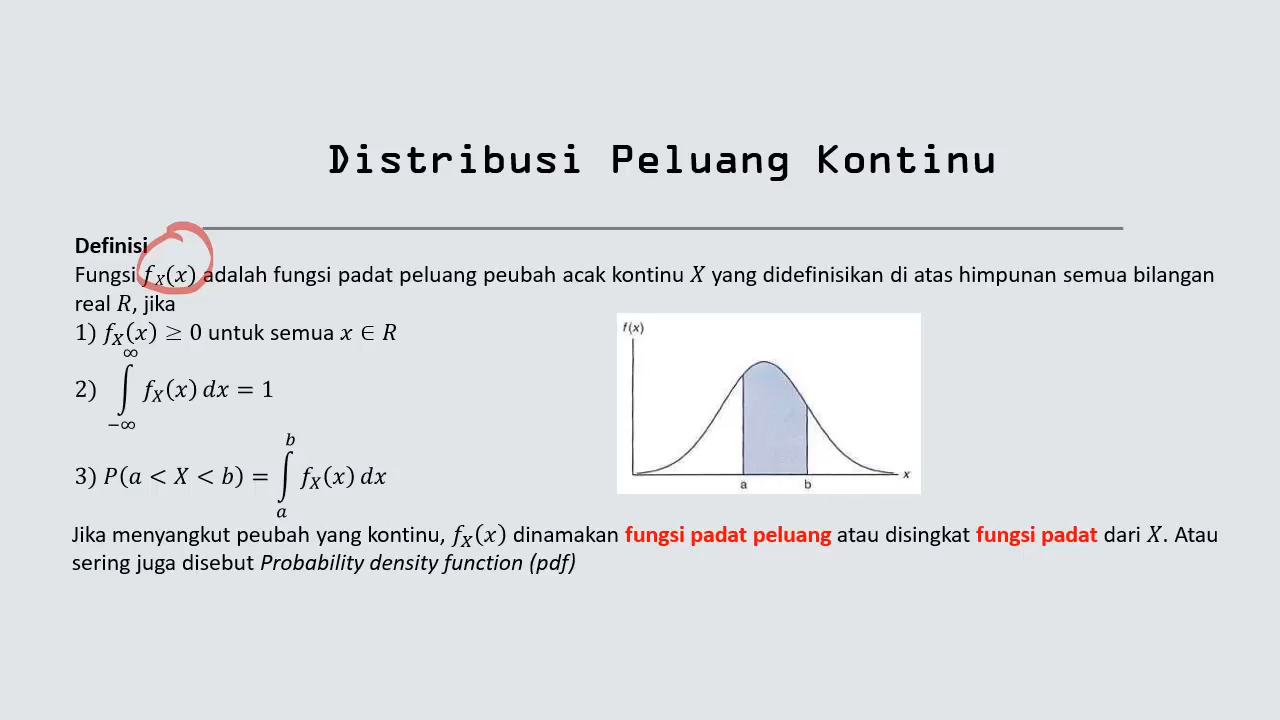 Distribusi Peluang Kontinu
Definisi
Fungsi f_X(x) adalah fungsi padat peluang peubah acak kontinu X yang didefinisikan di atas himpunan semua bilangan
real R, jika
1) f_X(x) ≥ 0 untuk semua x ∈ R
2) ∫_{−∞}^{∞} f_X(x) dx = 1
3) P(a < X < b) = ∫_a^b f_X(x) dx
f(x)
x
a b
Jika menyangkut peubah yang kontinu, f_X(x) dinamakan fungsi padat peluang atau disingkat fungsi padat dari X. Atau
sering juga disebut Probability density function (pdf)